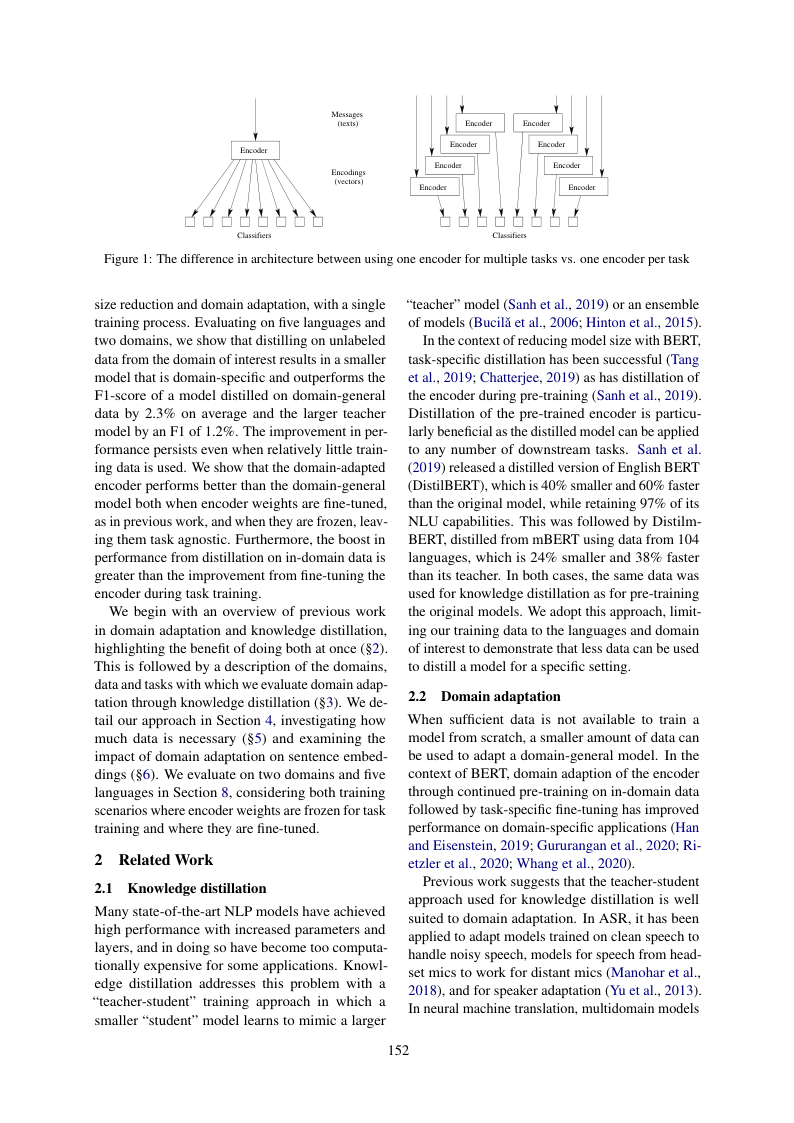 Messages
(texts)
Encoder
Encodings
(vectors)
Classifiers
Encoder
Encoder
Encoder
Encoder
Encoder
Encoder
Encoder
Encoder
Classifiers
Figure 1: The difference in architecture between using one encoder for multiple tasks vs. one encoder per task
size reduction and domain adaptation, with a single
training process. Evaluating on five languages and
two domains, we show that distilling on unlabeled
data from the domain of interest results in a smaller
model that is domain-specific and outperforms the
F1-score of a model distilled on domain-general
data by 2.3% on average and the larger teacher
model by an F1 of 1.2%. The improvement in per-
formance persists even when relatively little train-
ing data is used. We show that the domain-adapted
encoder performs better than the domain-general
model both when encoder weights are fine-tuned,
as in previous work, and when they are frozen, leav-
ing them task agnostic. Furthermore, the boost in
performance from distillation on in-domain data is
greater than the improvement from fine-tuning the
encoder during task training.
We begin with an overview of previous work
in domain adaptation and knowledge distillation,
highlighting the benefit of doing both at once (§2).
This is followed by a description of the domains,
data and tasks with which we evaluate domain adap-
tation through knowledge distillation (§3). We de-
tail our approach in Section 4, investigating how
much data is necessary (§5) and examining the
impact of domain adaptation on sentence embed-
dings (§6). We evaluate on two domains and five
languages in Section 8, considering both training
scenarios where encoder weights are frozen for task
training and where they are fine-tuned.
2 Related Work
2.1 Knowledge distillation
Many state-of-the-art NLP models have achieved
high performance with increased parameters and
layers, and in doing so have become too computa-
tionally expensive for some applications. Knowl-
edge distillation addresses this problem with a
“teacher-student” training approach in which a
smaller “student” model learns to mimic a larger
“teacher” model (Sanh et al., 2019) or an ensemble
of models (Bucilă et al., 2006; Hinton et al., 2015).
In the context of reducing model size with BERT,
task-specific distillation has been successful (Tang
et al., 2019; Chatterjee, 2019) as has distillation of
the encoder during pre-training (Sanh et al., 2019).
Distillation of the pre-trained encoder is particu-
larly beneficial as the distilled model can be applied
to any number of downstream tasks. Sanh et al.
(2019) released a distilled version of English BERT
(DistilBERT), which is 40% smaller and 60% faster
than the original model, while retaining 97% of its
NLU capabilities. This was followed by Distilm-
BERT, distilled from mBERT using data from 104
languages, which is 24% smaller and 38% faster
than its teacher. In both cases, the same data was
used for knowledge distillation as for pre-training
the original models. We adopt this approach, limit-
ing our training data to the languages and domain
of interest to demonstrate that less data can be used
to distill a model for a specific setting.
2.2 Domain adaptation
When sufficient data is not available to train a
model from scratch, a smaller amount of data can
be used to adapt a domain-general model. In the
context of BERT, domain adaption of the encoder
through continued pre-training on in-domain data
followed by task-specific fine-tuning has improved
performance on domain-specific applications (Han
and Eisenstein, 2019; Gururangan et al., 2020; Ri-
etzler et al., 2020; Whang et al., 2020).
Previous work suggests that the teacher-student
approach used for knowledge distillation is well
suited to domain adaptation. In ASR, it has been
applied to adapt models trained on clean speech to
handle noisy speech, models for speech from head-
set mics to work for distant mics (Manohar et al.,
2018), and for speaker adaptation (Yu et al., 2013).
In neural machine translation, multidomain models
152